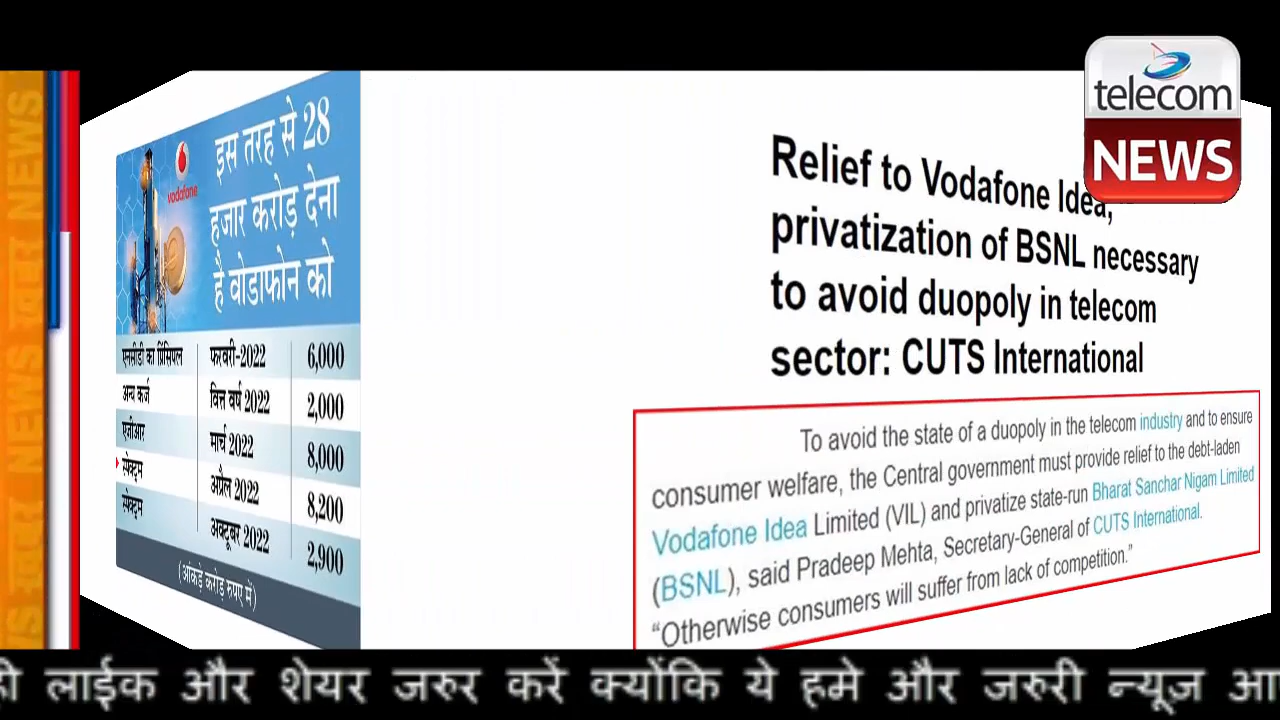 telecom
NEWS
vodafone
इस तरह से 28
हजार करोड़ देना
है वोडाफोन को
एनसीडी का प्रिंसिपल फरवरी-2022 6,000
अन्य कर्ज वित्त वर्ष 2022 2,000
एजीआर मार्च 2022 8,000
स्पेक्ट्रम अप्रैल 2022 8,200
स्पेक्ट्रम अक्टूबर 2022 2,900
(आंकड़े करोड़ रुपए में)
Relief to Vodafone Idea,
privatization of BSNL necessary
to avoid duopoly in telecom
sector: CUTS International
To avoid the state of a duopoly in the telecom industry and to ensure
consumer welfare, the Central government must provide relief to the debt-laden
Vodafone Idea Limited (VIL) and privatize state-run Bharat Sanchar Nigam Limited
(BSNL), said Pradeep Mehta, Secretary-General of CUTS International.
“Otherwise consumers will suffer from lack of competition.”
NEWS NEWS
लाईक और शेयर जरुर करें क्योंकि ये हमे और जरुरी न्यूज़